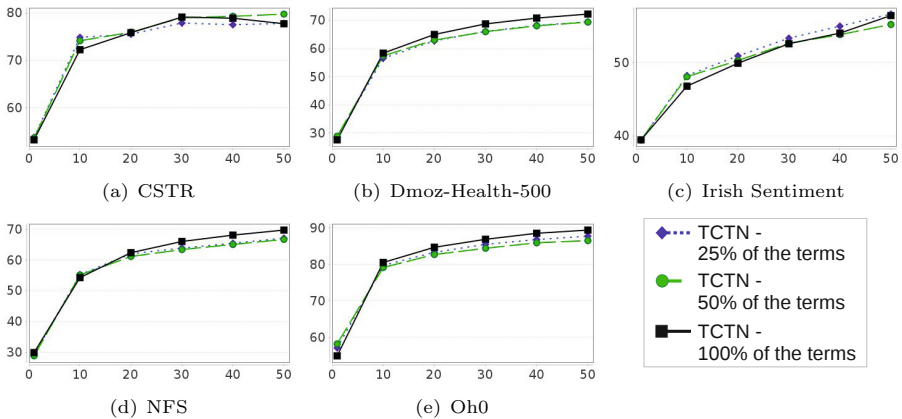 80
70
60
0 10 20 30 40 50
(a) CSTR
70
60
50
40
30
0 10 20 30 40 50
(b) Dmoz-Health-500
50
40
0 10 20 30 40 50
(c) Irish Sentiment
70
60
50
40
30
0 10 20 30 40 50
(d) NFS
90
80
70
60
0 10 20 30 40 50
(e) Oh0
TCTN -
25% of the terms
TCTN -
50% of the terms
TCTN -
100% of the terms